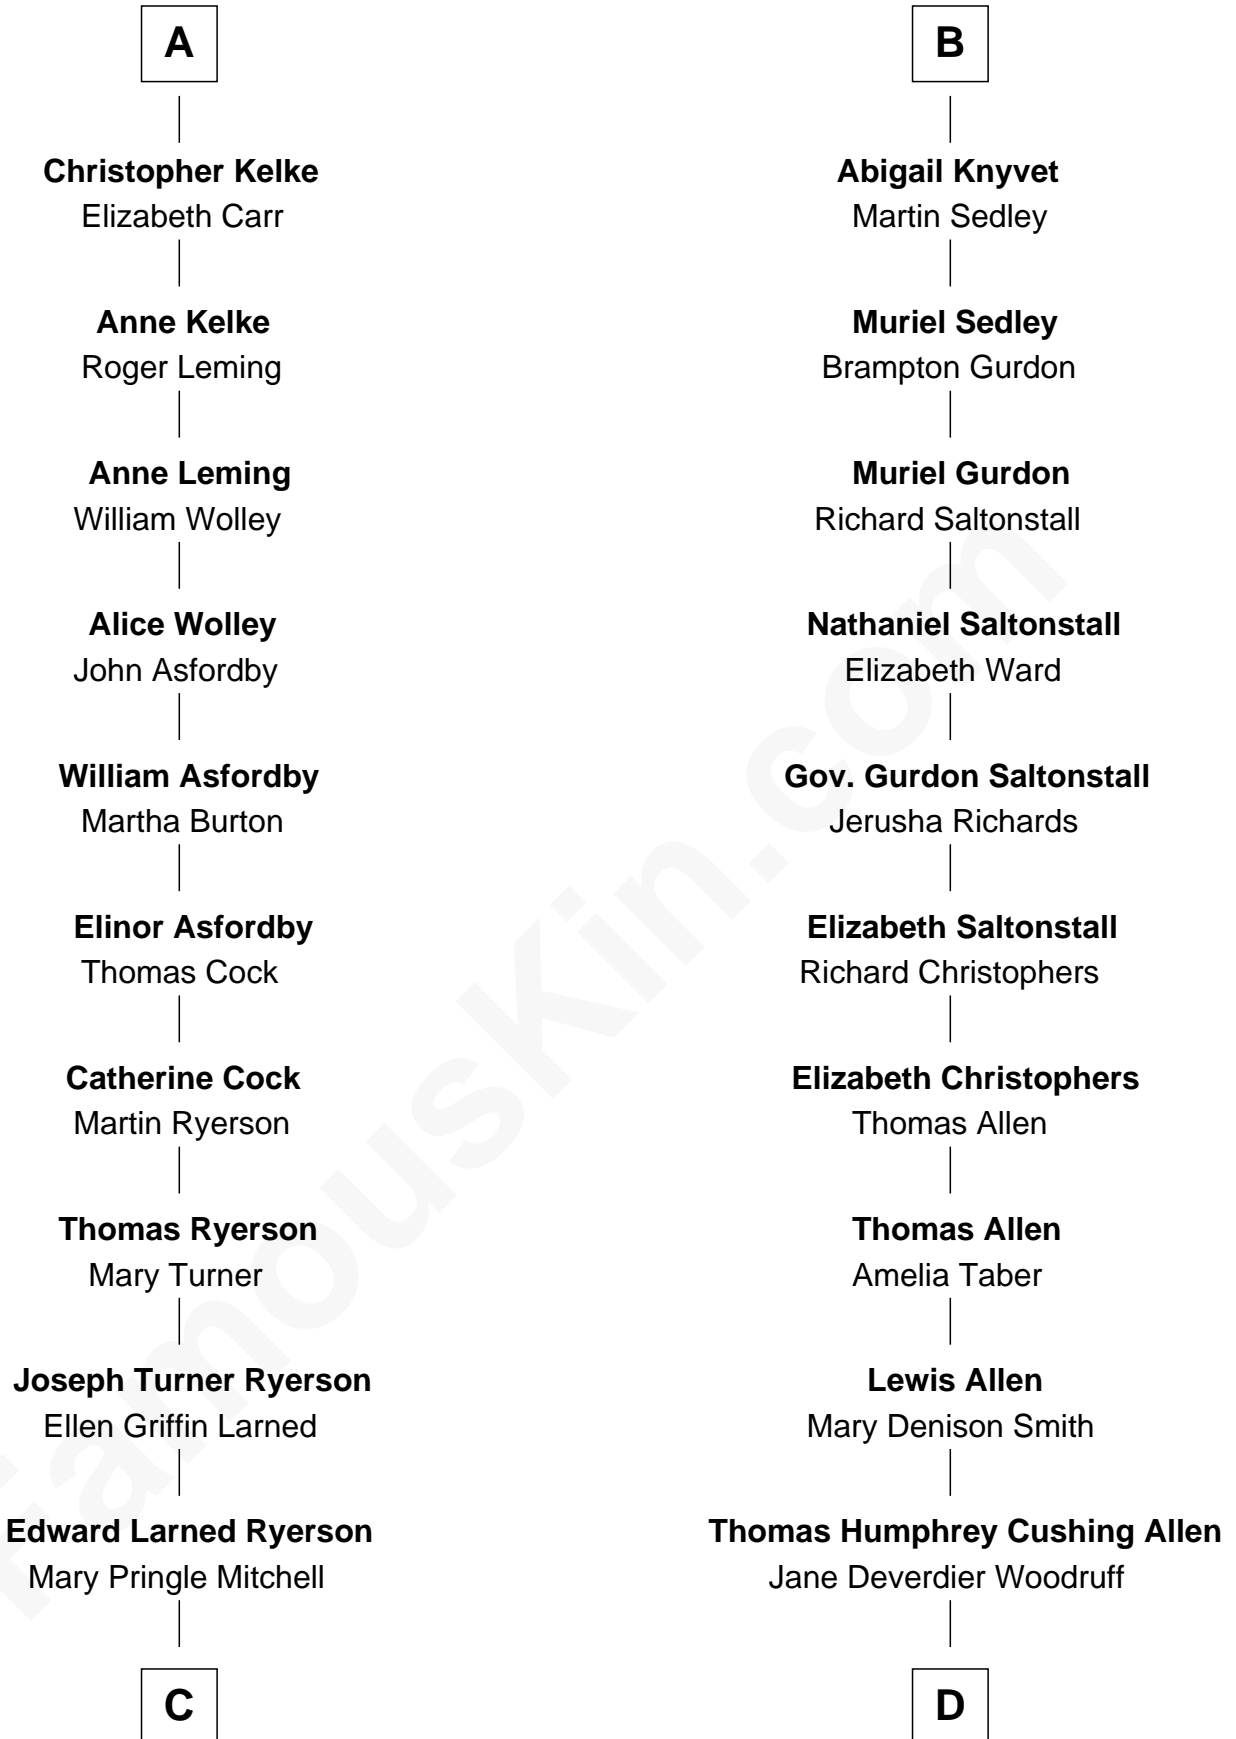 A
Christopher Kelke
Elizabeth Carr
Anne Kelke
Roger Leming
Anne Leming
William Wolley
Alice Wolley
John Asfordby
William Asfordby
Martha Burton
Elinor Asfordby
Thomas Cock
Catherine Cock
Martin Ryerson
Thomas Ryerson
Mary Turner
Joseph Turner Ryerson
Ellen Griffin Larned
Edward Larned Ryerson
Mary Pringle Mitchell
C
B
Abigail Knyvet
Martin Sedley
Muriel Sedley
Brampton Gurdon
Muriel Gurdon
Richard Saltonstall
Nathaniel Saltonstall
Elizabeth Ward
Gov. Gurdon Saltonstall
Jerusha Richards
Elizabeth Saltonstall
Richard Christophers
Elizabeth Christophers
Thomas Allen
Thomas Allen
Amelia Taber
Lewis Allen
Mary Denison Smith
Thomas Humphrey Cushing Allen
Jane Deverdier Woodruff
D
FamousKin.com